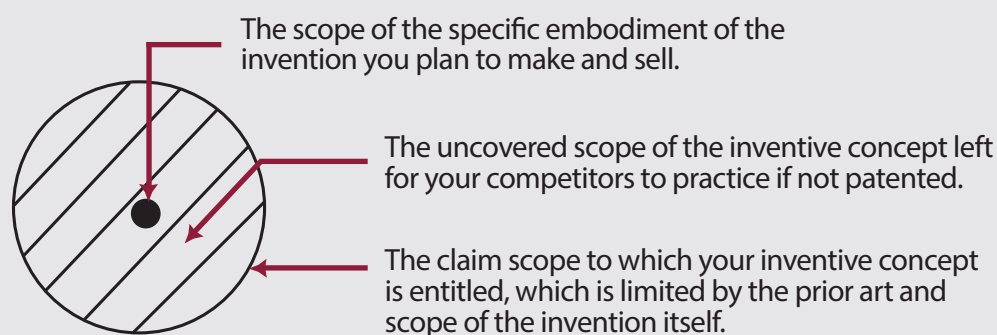 The scope of the specific embodiment of the
invention you plan to make and sell.
The uncovered scope of the inventive concept left
for your competitors to practice if not patented.
The claim scope to which your inventive concept
is entitled, which is limited by the prior art and
scope of the invention itself.